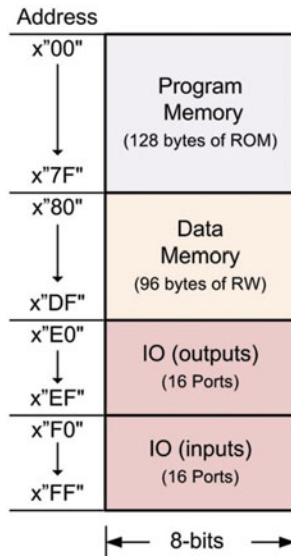 Address
x"00"
Program
Memory
(128 bytes of ROM)
x"7F"
x"80"
Data
Memory
(96 bytes of RW)
x"DF"
x"E0"
IO (outputs)
(16 Ports)
x"EF"
x"F0"
IO (inputs)
(16 Ports)
x"FF"
8-bits